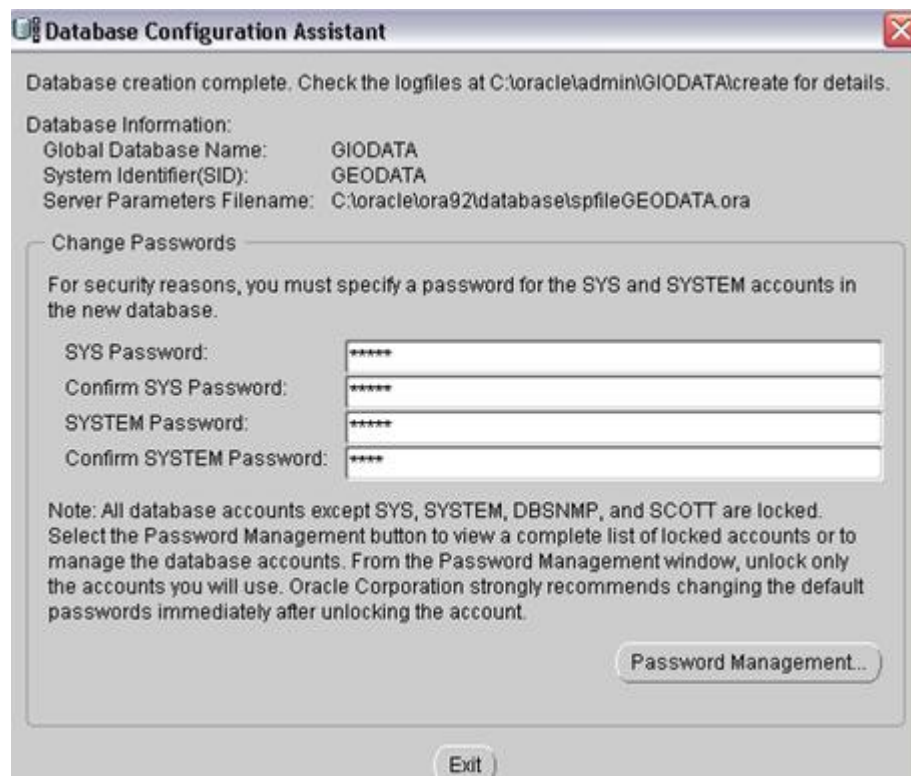 Database Configuration Assistant
Database creation complete. Check the logfiles at C:\oracle\admin\GIODATA\create for details.
Database Information:
Global Database Name: GIODATA
System Identifier(SID): GEODATA
Server Parameters Filename: C:\oracle\ora92\database\spfileGEODATA.ora
Change Passwords
For security reasons, you must specify a password for the SYS and SYSTEM accounts in
the new database.
SYS Password: *****
Confirm SYS Password: *****
SYSTEM Password: *****
Confirm SYSTEM Password: ****
Note: All database accounts except SYS, SYSTEM, DBSNMP, and SCOTT are locked.
Select the Password Management button to view a complete list of locked accounts or to
manage the database accounts. From the Password Management window, unlock only
the accounts you will use. Oracle Corporation strongly recommends changing the default
passwords immediately after unlocking the account.
Password Management...
Exit